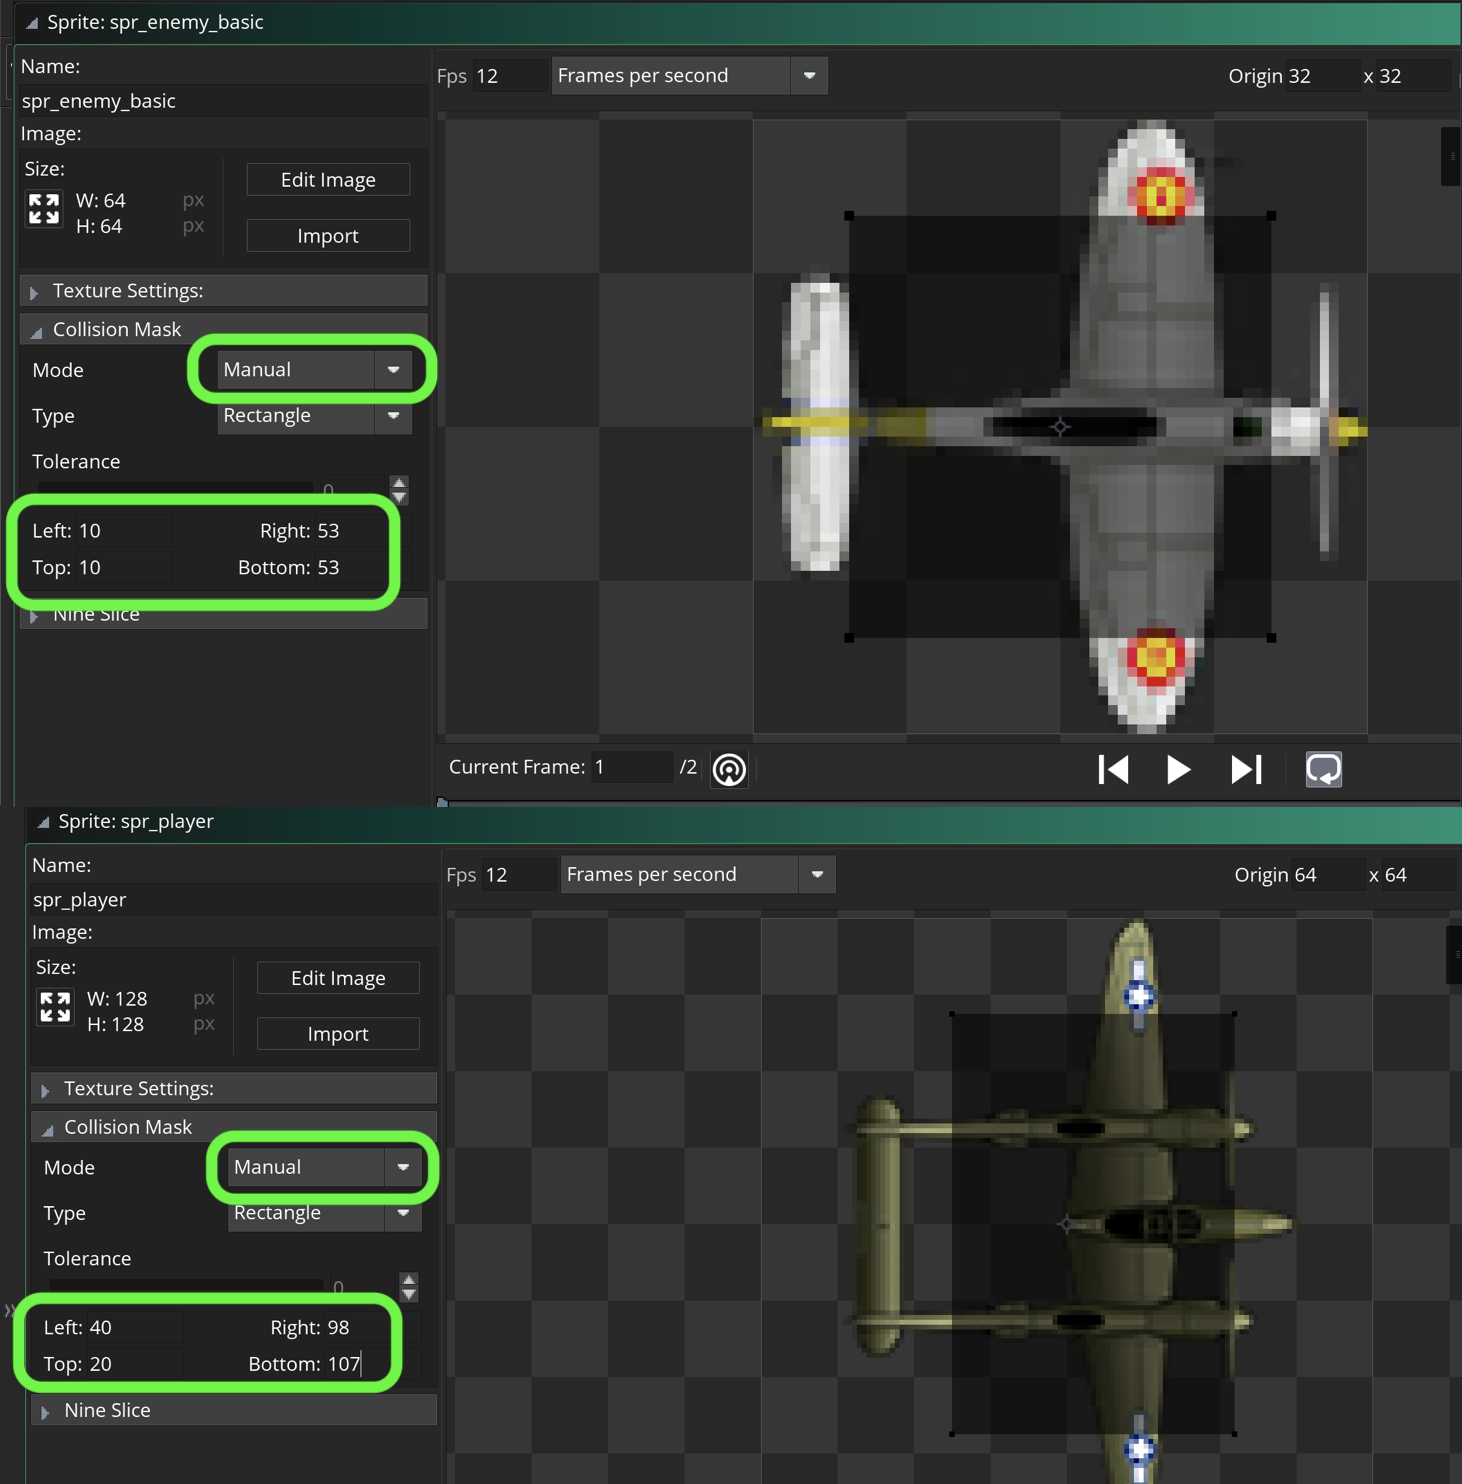 Sprite: spr_enemy_basic
Name:
spr_enemy_basic
Image:
Size:
W: 64 px
H: 64 px
Edit Image
Import
Texture Settings:
Collision Mask
Mode Manual
Type Rectangle
Tolerance
0
Left: 10 Right: 53
Top: 10 Bottom: 53
Nine Slice
Fps 12 Frames per second Origin 32 x 32
Current Frame: 1 /2
Sprite: spr_player
Name:
spr_player
Image:
Size:
W: 128 px
H: 128 px
Edit Image
Import
Texture Settings:
Collision Mask
Mode Manual
Type Rectangle
Tolerance
0
Left: 40 Right: 98
Top: 20 Bottom: 107
Nine Slice
Fps 12 Frames per second Origin 64 x 64